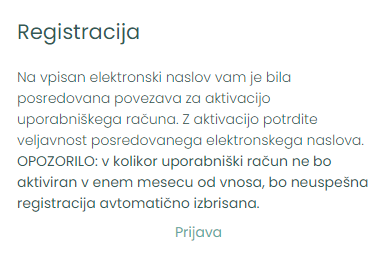 Registracija
Na vpisan elektronski naslov vam je bila
posredovana povezava za aktivacijo
uporabniškega računa. Z aktivacijo potrdite
veljavnost posredovanega elektronskega naslova.
OPOZORILO: v kolikor uporabniški račun ne bo
aktiviran v enem mesecu od vnosa, bo neuspešna
registracija avtomatično izbrisana.
Prijava